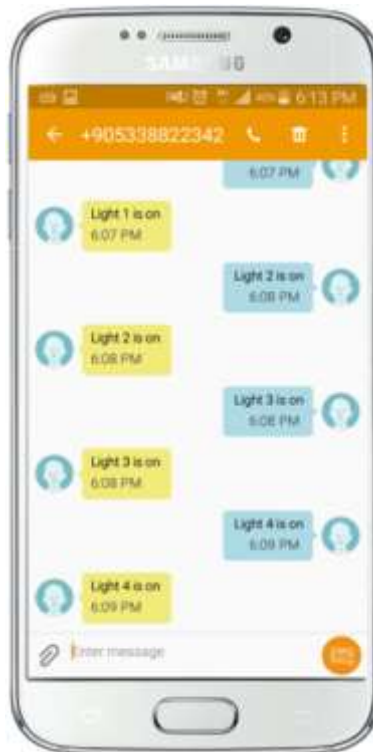 SAMSUNG
6:13 PM
+905338822342
6:07 PM
Light 1 is on
6:07 PM
Light 2 is on
6:08 PM
Light 2 is on
6:08 PM
Light 3 is on
6:08 PM
Light 3 is on
6:08 PM
Light 4 is on
6:09 PM
Light 4 is on
6:09 PM
Enter message